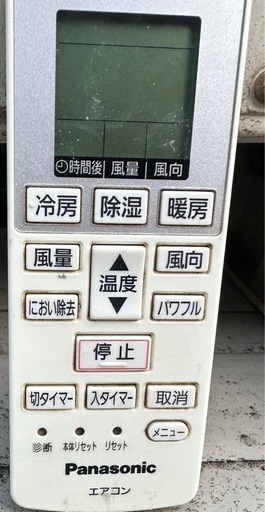 時間後 風量 風向
冷房 除湿 暖房
風量 温度 風向
におい除去 パワフル
停止
切タイマー 入タイマー 取消
診断 本体リセット リセット メニュー
Panasonic
エアコン